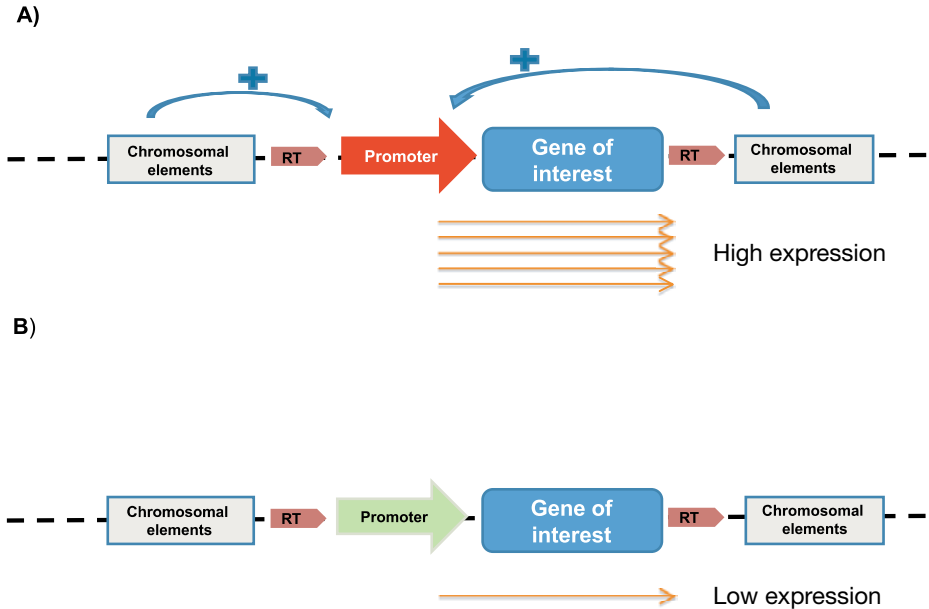 A)
Chromosomal
elements
RT
Promoter
Gene of
interest
RT
Chromosomal
elements
High expression
B)
Chromosomal
elements
RT
Promoter
Gene of
interest
RT
Chromosomal
elements
Low expression